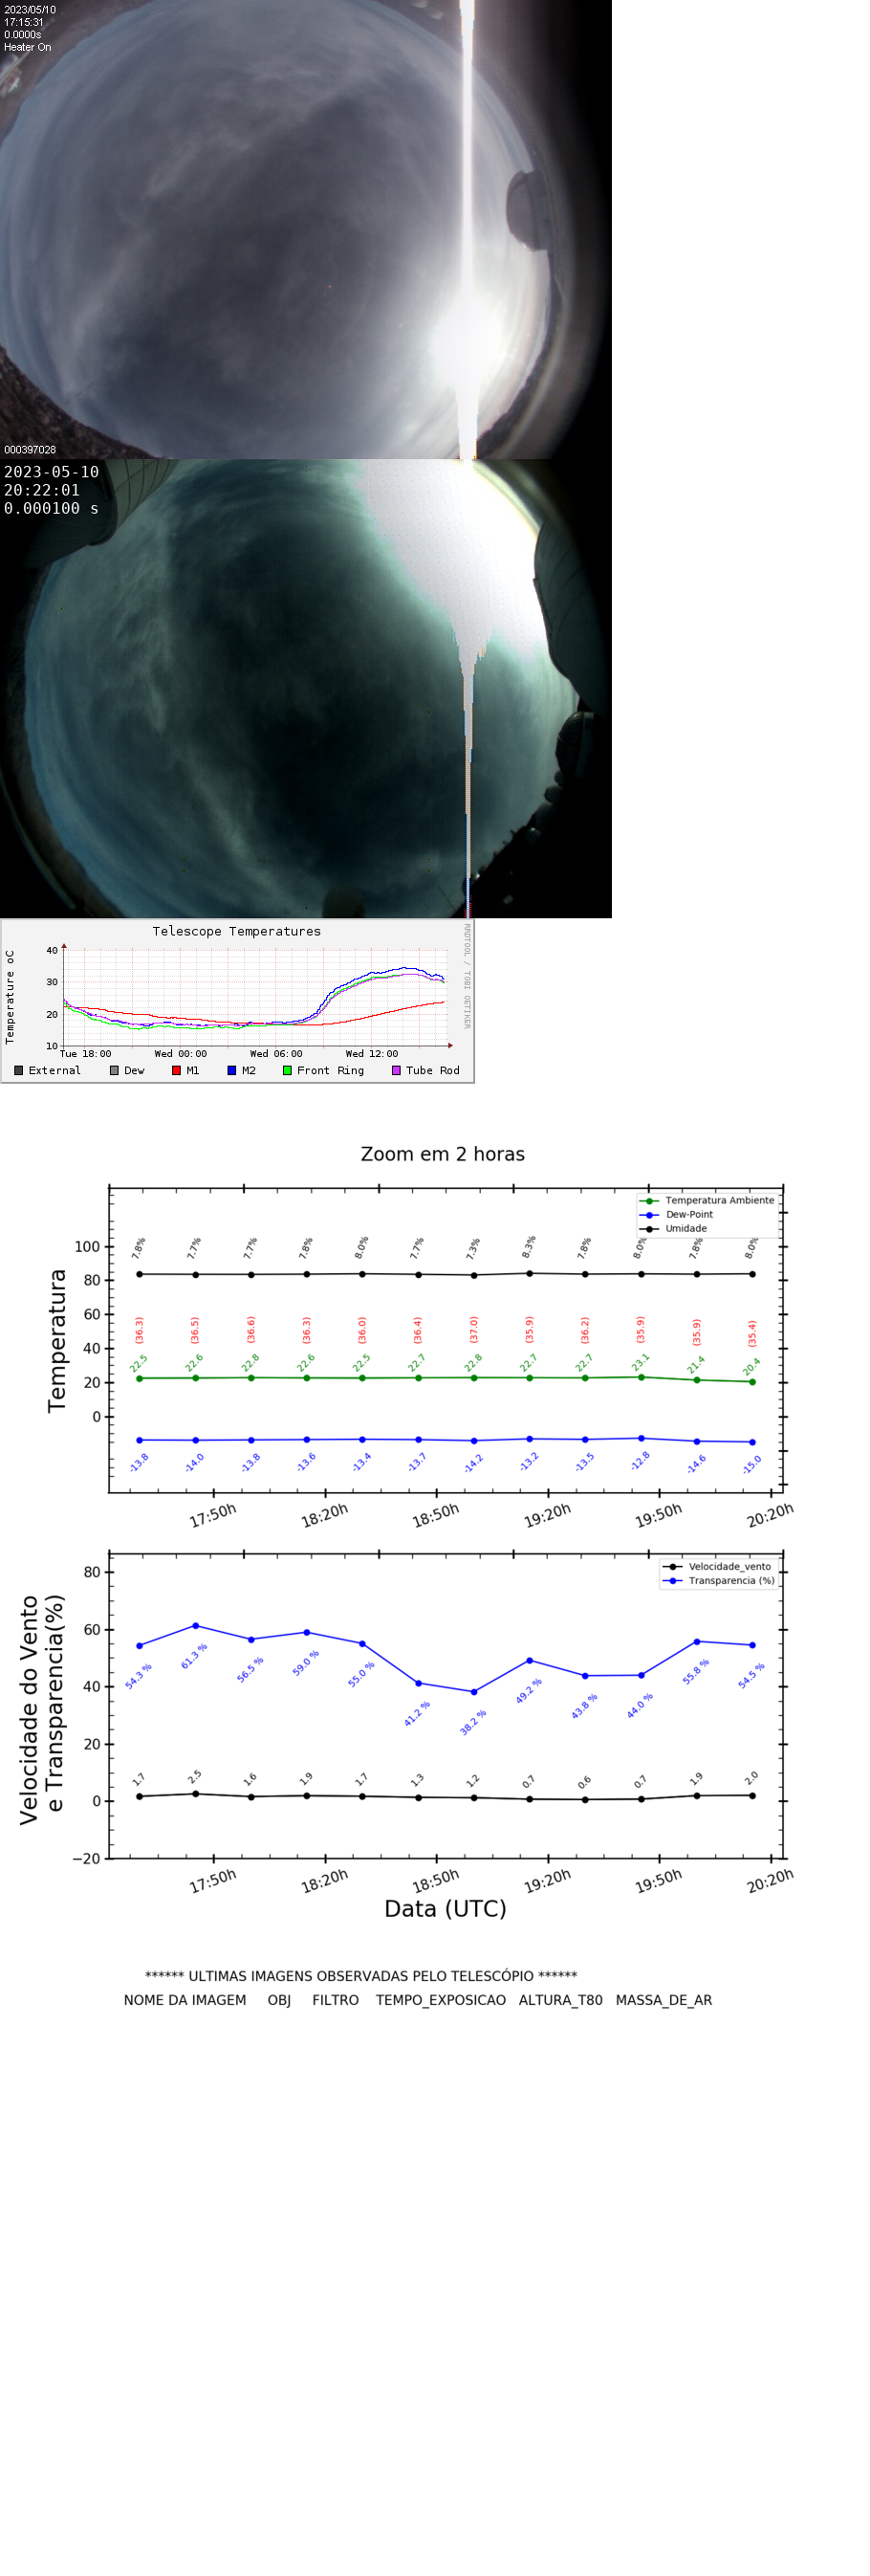 2023/05/10
17:15:31
0.0000s
Heater On
000397028
2023-05-10
20:22:01
0.000100 s
Telescope Temperatures
Temperature oC
RRDTOOL / TOBI OETIKER
40
30
20
10
Tue 18:00 Wed 00:00 Wed 06:00 Wed 12:00
External Dew M1 M2 Front Ring Tube Rod
Zoom em 2 horas
Temperatura
Temperatura Ambiente
Dew-Point
Umidade
100
80
60
40
20
0
7.8% 7.7% 7.7% 7.8% 8.0% 7.7% 7.3% 8.3% 7.8% 8.0% 7.8% 8.0%
(36.3) (36.5) (36.6) (36.3) (36.0) (36.4) (37.0) (35.9) (36.2) (35.9) (35.9) (35.4)
22.5 22.6 22.8 22.6 22.5 22.7 22.8 22.7 22.7 23.1 21.4 20.4
-13.8 -14.0 -13.8 -13.6 -13.4 -13.7 -14.2 -13.2 -13.5 -12.8 -14.6 -15.0
17:50h 18:20h 18:50h 19:20h 19:50h 20:20h
Velocidade do Vento
e Transparencia(%)
Velocidade_vento
Transparencia (%)
80
60
40
20
0
−20
54.3 % 61.3 % 56.5 % 59.0 % 55.0 % 41.2 % 38.2 % 49.2 % 43.8 % 44.0 % 55.8 % 54.5 %
1.7 2.5 1.6 1.9 1.7 1.3 1.2 0.7 0.6 0.7 1.9 2.0
17:50h 18:20h 18:50h 19:20h 19:50h 20:20h
Data (UTC)
****** ULTIMAS IMAGENS OBSERVADAS PELO TELESCÓPIO ******
NOME DA IMAGEM OBJ FILTRO TEMPO_EXPOSICAO ALTURA_T80 MASSA_DE_AR